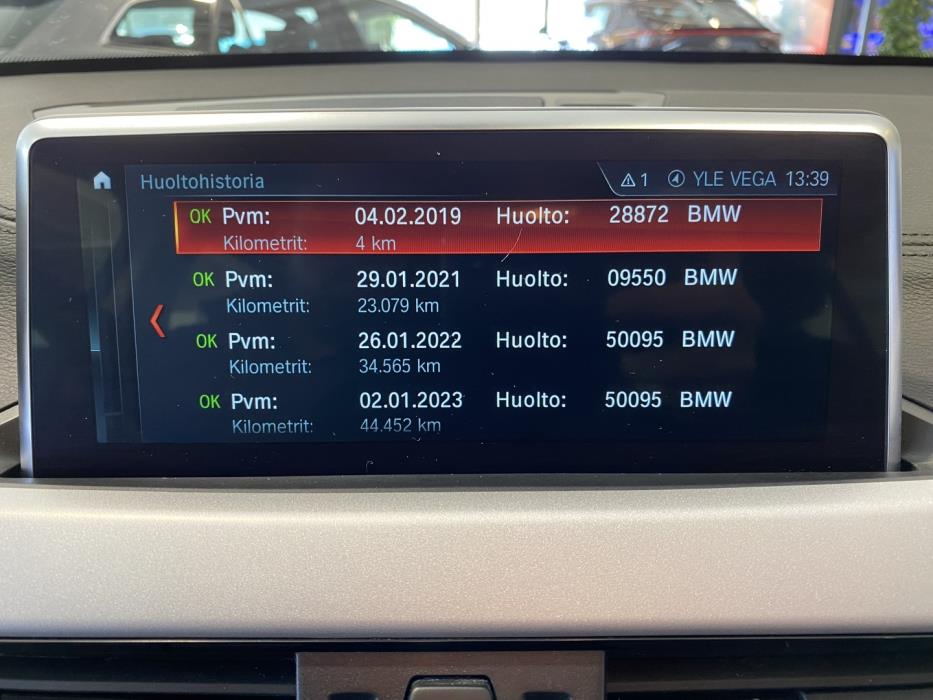 Huoltohistoria 1 YLE VEGA 13:39
OK Pvm: 04.02.2019 Huolto: 28872 BMW
Kilometrit: 4 km
OK Pvm: 29.01.2021 Huolto: 09550 BMW
Kilometrit: 23.079 km
OK Pvm: 26.01.2022 Huolto: 50095 BMW
Kilometrit: 34.565 km
OK Pvm: 02.01.2023 Huolto: 50095 BMW
Kilometrit: 44.452 km